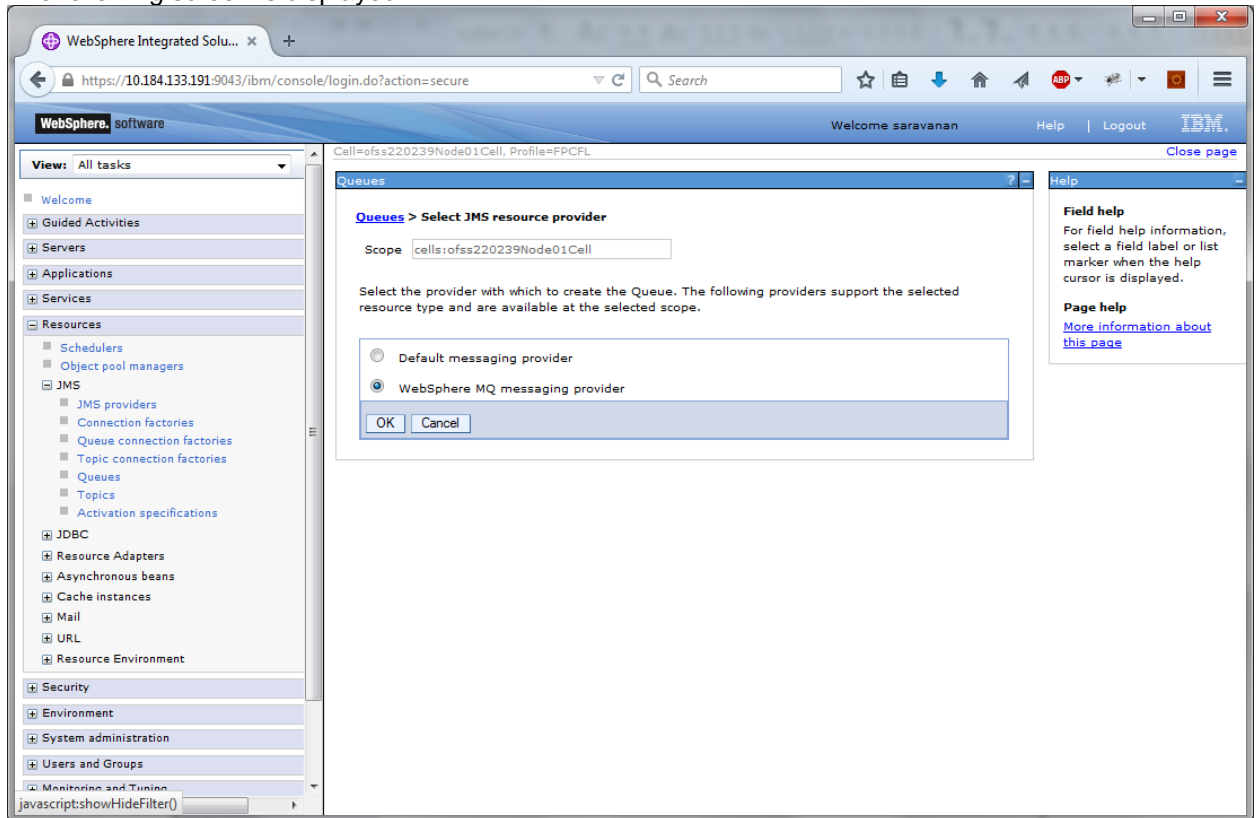 WebSphere Integrated Solu... × +
https://10.184.133.191:9043/ibm/console/login.do?action=secure
Search
ABP
WebSphere. software
Welcome saravanan
Help | Logout
IBM.
View: All tasks
Welcome
Guided Activities
Servers
Applications
Services
Resources
Schedulers
Object pool managers
JMS
JMS providers
Connection factories
Queue connection factories
Topic connection factories
Queues
Topics
Activation specifications
JDBC
Resource Adapters
Asynchronous beans
Cache instances
Mail
URL
Resource Environment
Security
Environment
System administration
Users and Groups
Monitoring and Tuning
javascript:showHideFilter()
Cell=ofss220239Node01Cell, Profile=FPCFL
Close page
Queues
? -
Queues > Select JMS resource provider
Scope cells:ofss220239Node01Cell
Select the provider with which to create the Queue. The following providers support the selected
resource type and are available at the selected scope.
Default messaging provider
WebSphere MQ messaging provider
OK Cancel
Help -
Field help
For field help information,
select a field label or list
marker when the help
cursor is displayed.
Page help
More information about
this page